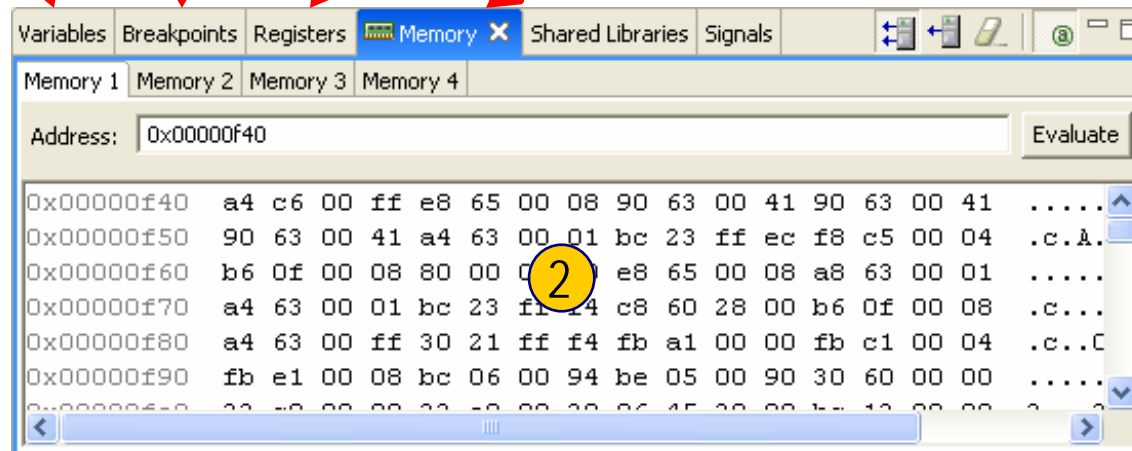 Variables Breakpoints Registers Memory Shared Libraries Signals
Memory 1 Memory 2 Memory 3 Memory 4
Address: 0x00000f40 Evaluate
0x00000f40 a4 c6 00 ff e8 65 00 08 90 63 00 41 90 63 00 41 .....
0x00000f50 90 63 00 41 a4 63 00 01 bc 23 ff ec f8 c5 00 04 .c.A.
0x00000f60 b6 0f 00 08 80 00 e8 65 00 08 a8 63 00 01 .....
2
0x00000f70 a4 63 00 01 bc 23 f4 c8 60 28 00 b6 0f 00 08 .c...
0x00000f80 a4 63 00 ff 30 21 ff f4 fb a1 00 00 fb c1 00 04 .c..
0x00000f90 fb e1 00 08 bc 06 00 94 be 05 00 90 30 60 00 00 .....